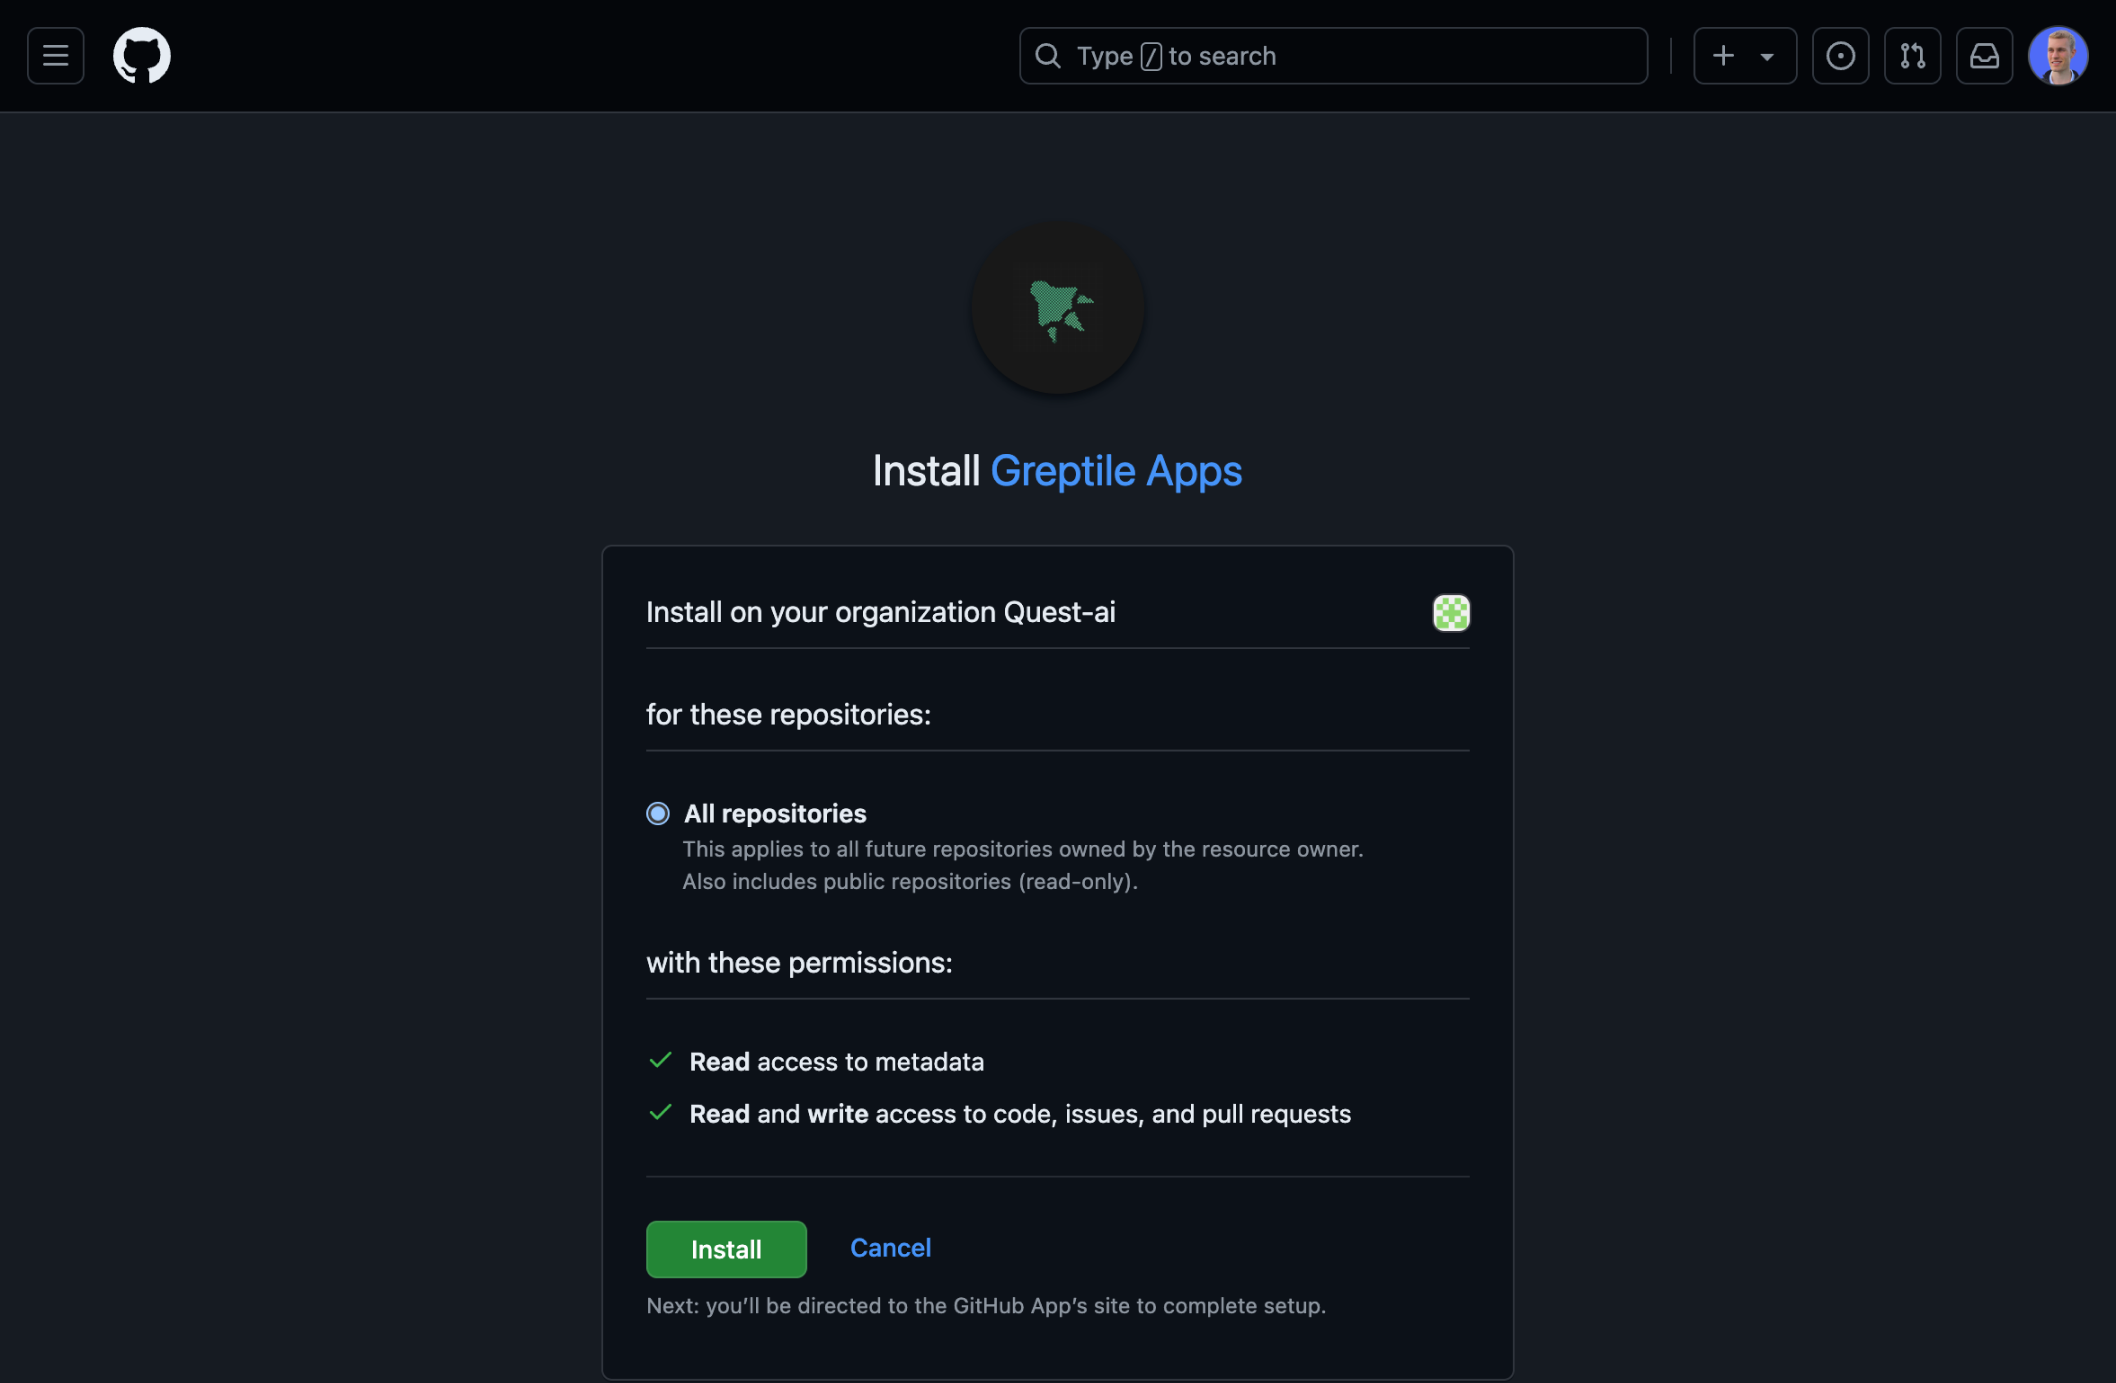 Type / to search
Install Greptile Apps
Install on your organization Quest-ai
for these repositories:
All repositories
This applies to all future repositories owned by the resource owner.
Also includes public repositories (read-only).
with these permissions:
Read access to metadata
Read and write access to code, issues, and pull requests
Install
Cancel
Next: you’ll be directed to the GitHub App’s site to complete setup.